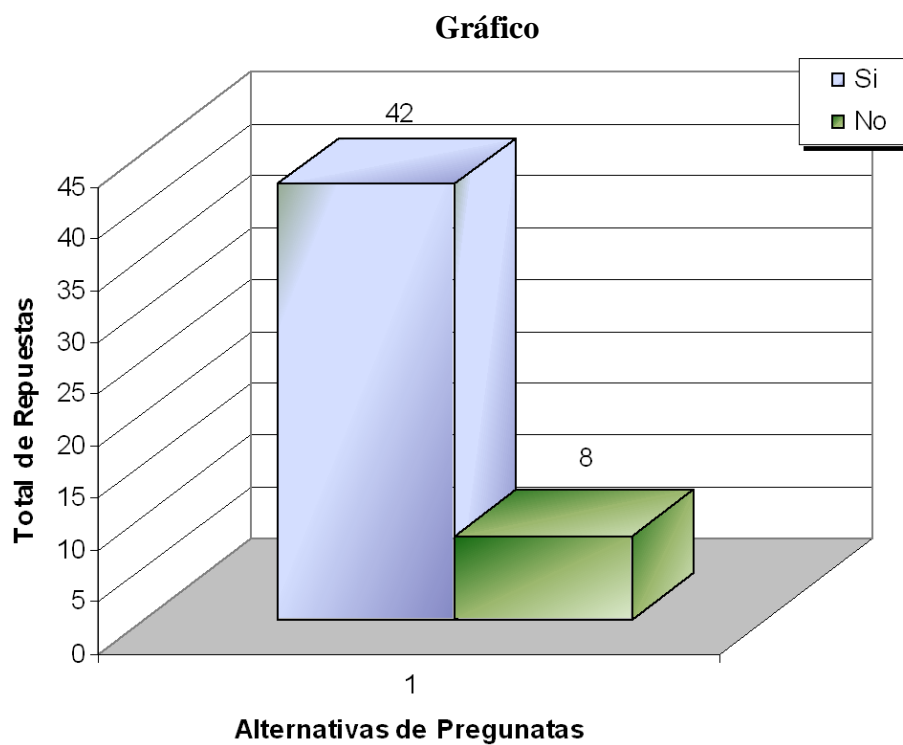 Gráfico
Si
No
42
8
45
40
35
30
25
20
15
10
5
0
Total de Repuestas
1
Alternativas de Pregunatas